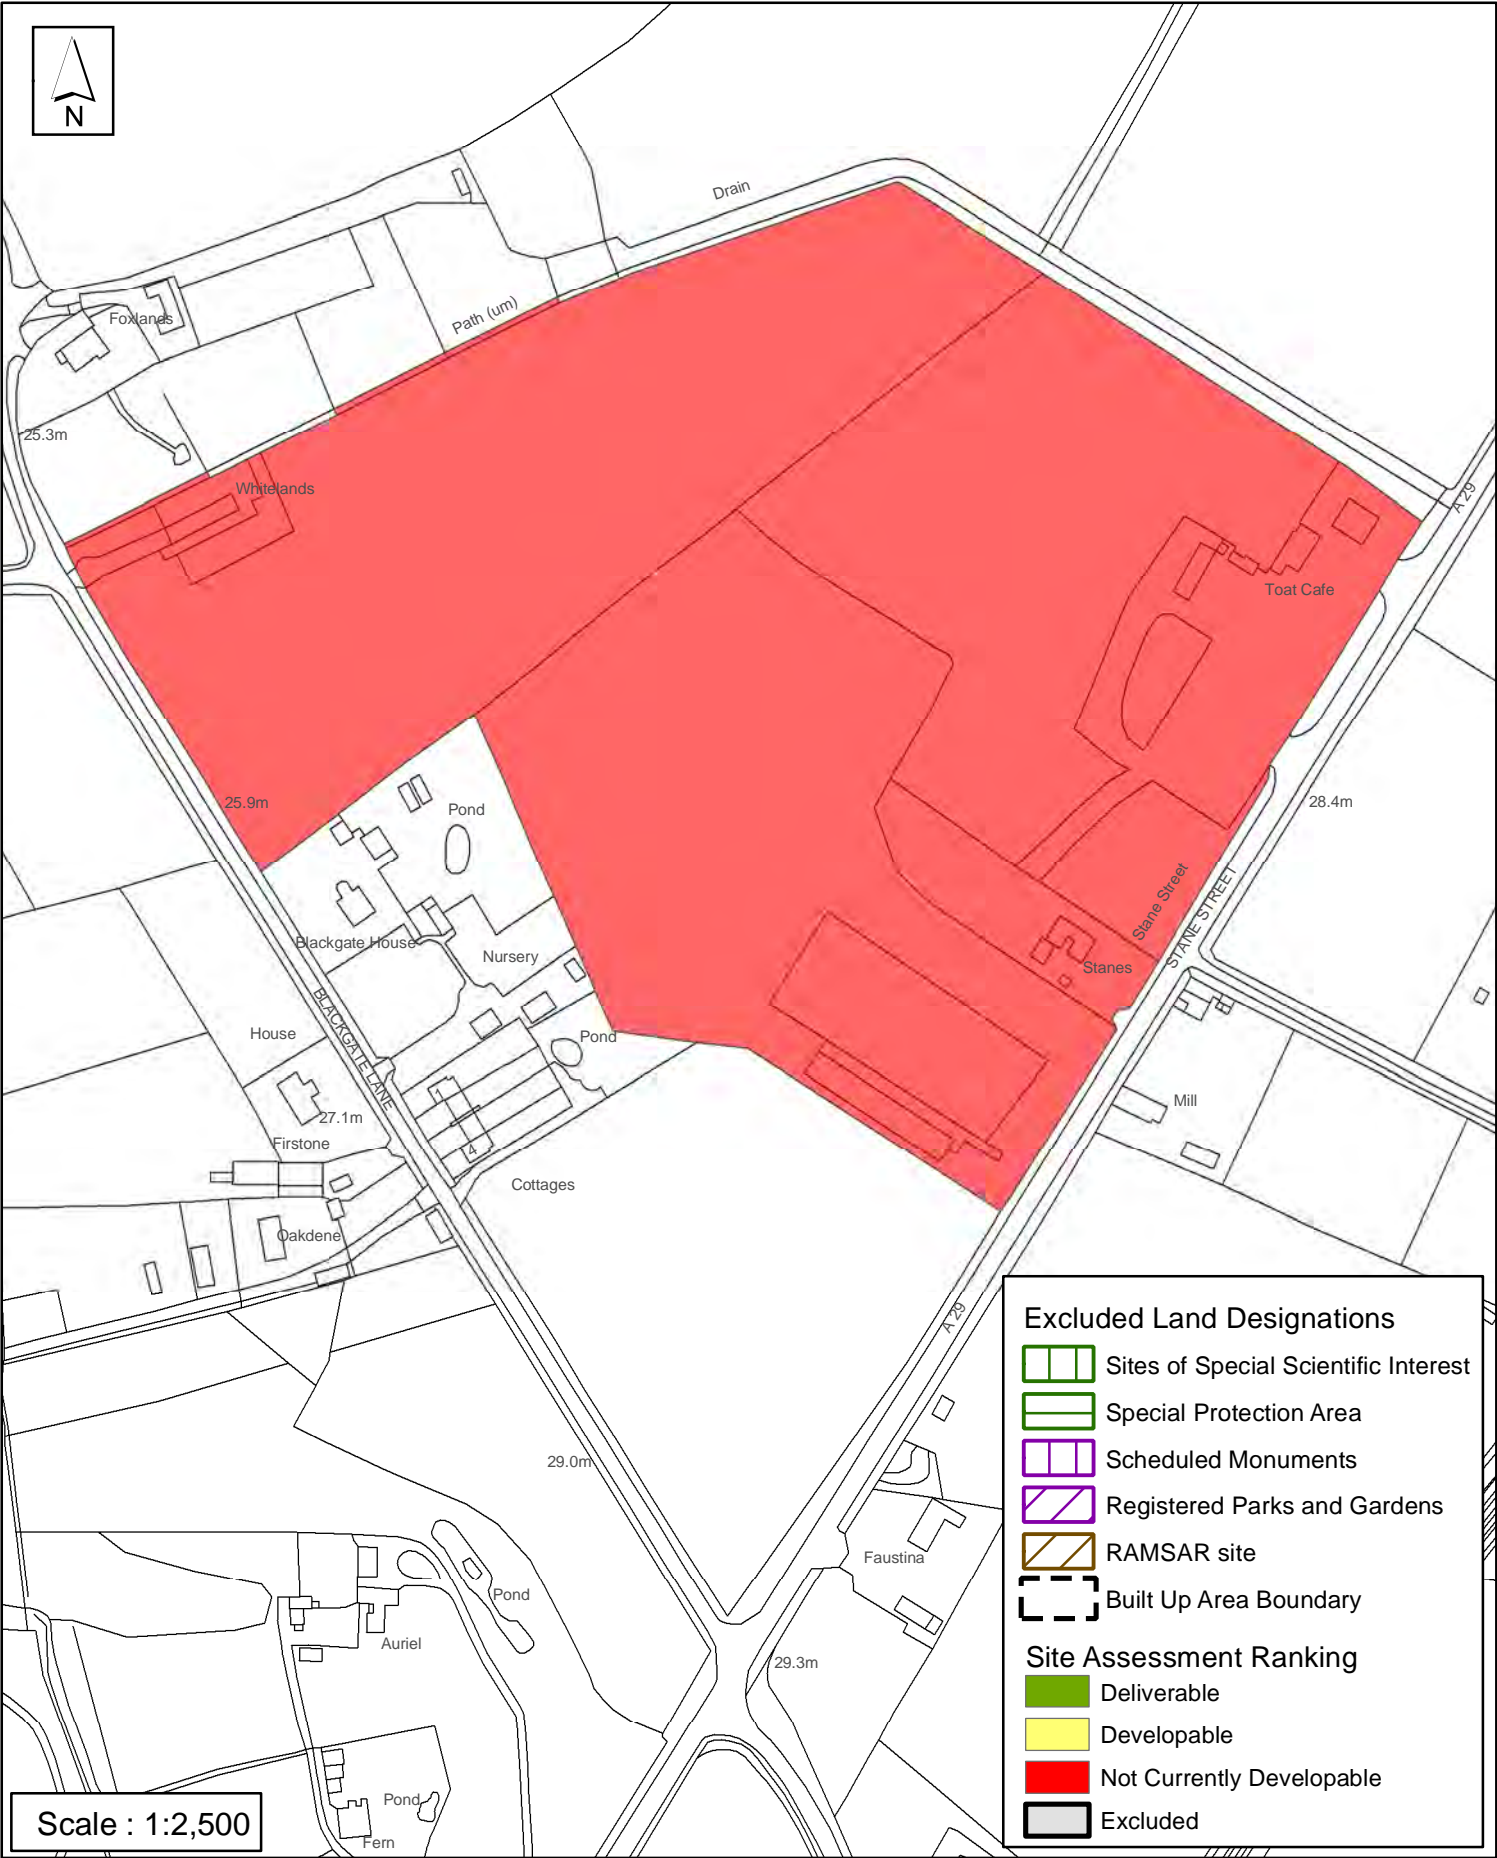 N
Drain
Path (um)
Foxlands
25.3m
Whitelands
A 29
Toat Cafe
25.9m
Pond
28.4m
Stane Street
STANE STREET
Blackgate House
Nursery
Stanes
BLACKGATE LANE
House
Pond
1
27.1m
Mill
Firstone
4
Cottages
Oakdene
A 29
29.0m
Faustina
Pond
Auriel
29.3m
Pond
Fern
Scale : 1:2,500
Excluded Land Designations
Sites of Special Scientific Interest
Special Protection Area
Scheduled Monuments
Registered Parks and Gardens
RAMSAR site
Built Up Area Boundary
Site Assessment Ranking
Deliverable
Developable
Not Currently Developable
Excluded